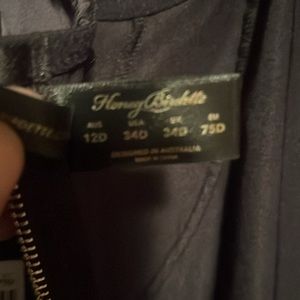 Honey Birdette
AUS USA UK EU
12D 34D 34D 75D
DESIGNED IN AUSTRALIA
MADE IN CHINA